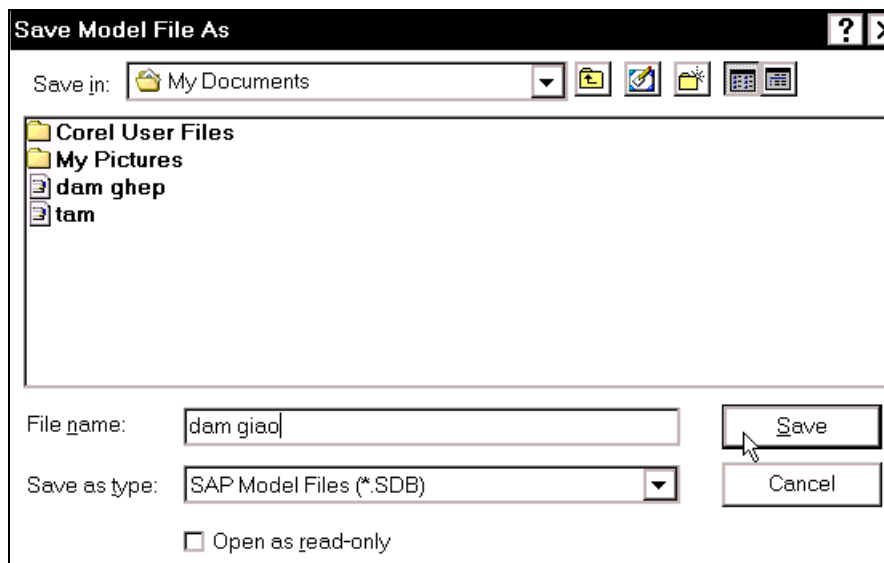 Save Model File As
Save in: My Documents
Corel User Files
My Pictures
dam ghep
tam
File name: dam giao Save
Save as type: SAP Model Files (*.SDB) Cancel
Open as read-only